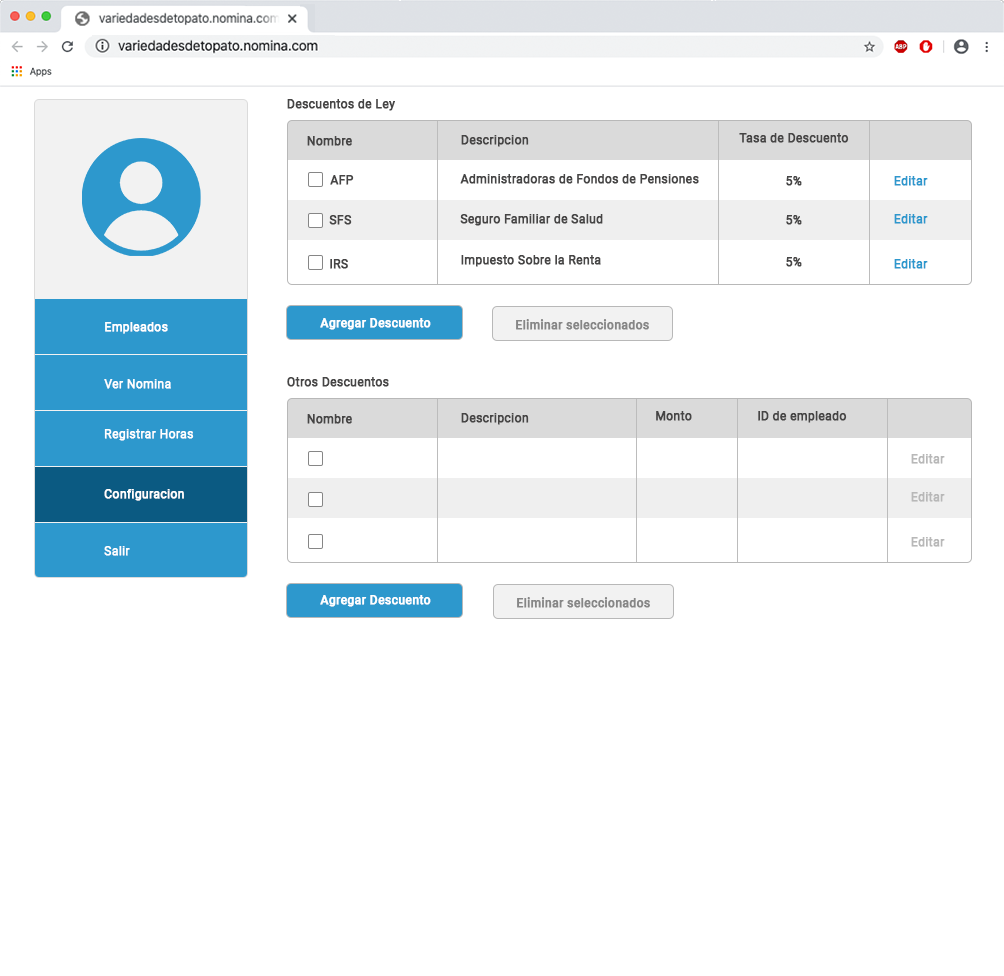 variedadesdetopato.nomina.com
variedadesdetopato.nomina.com
ABP
Apps
Empleados
Ver Nomina
Registrar Horas
Configuracion
Salir
Descuentos de Ley
Nombre Descripcion Tasa de Descuento
AFP Administradoras de Fondos de Pensiones 5% Editar
SFS Seguro Familiar de Salud 5% Editar
IRS Impuesto Sobre la Renta 5% Editar
Agregar Descuento Eliminar seleccionados
Otros Descuentos
Nombre Descripcion Monto ID de empleado
Editar
Editar
Editar
Agregar Descuento Eliminar seleccionados